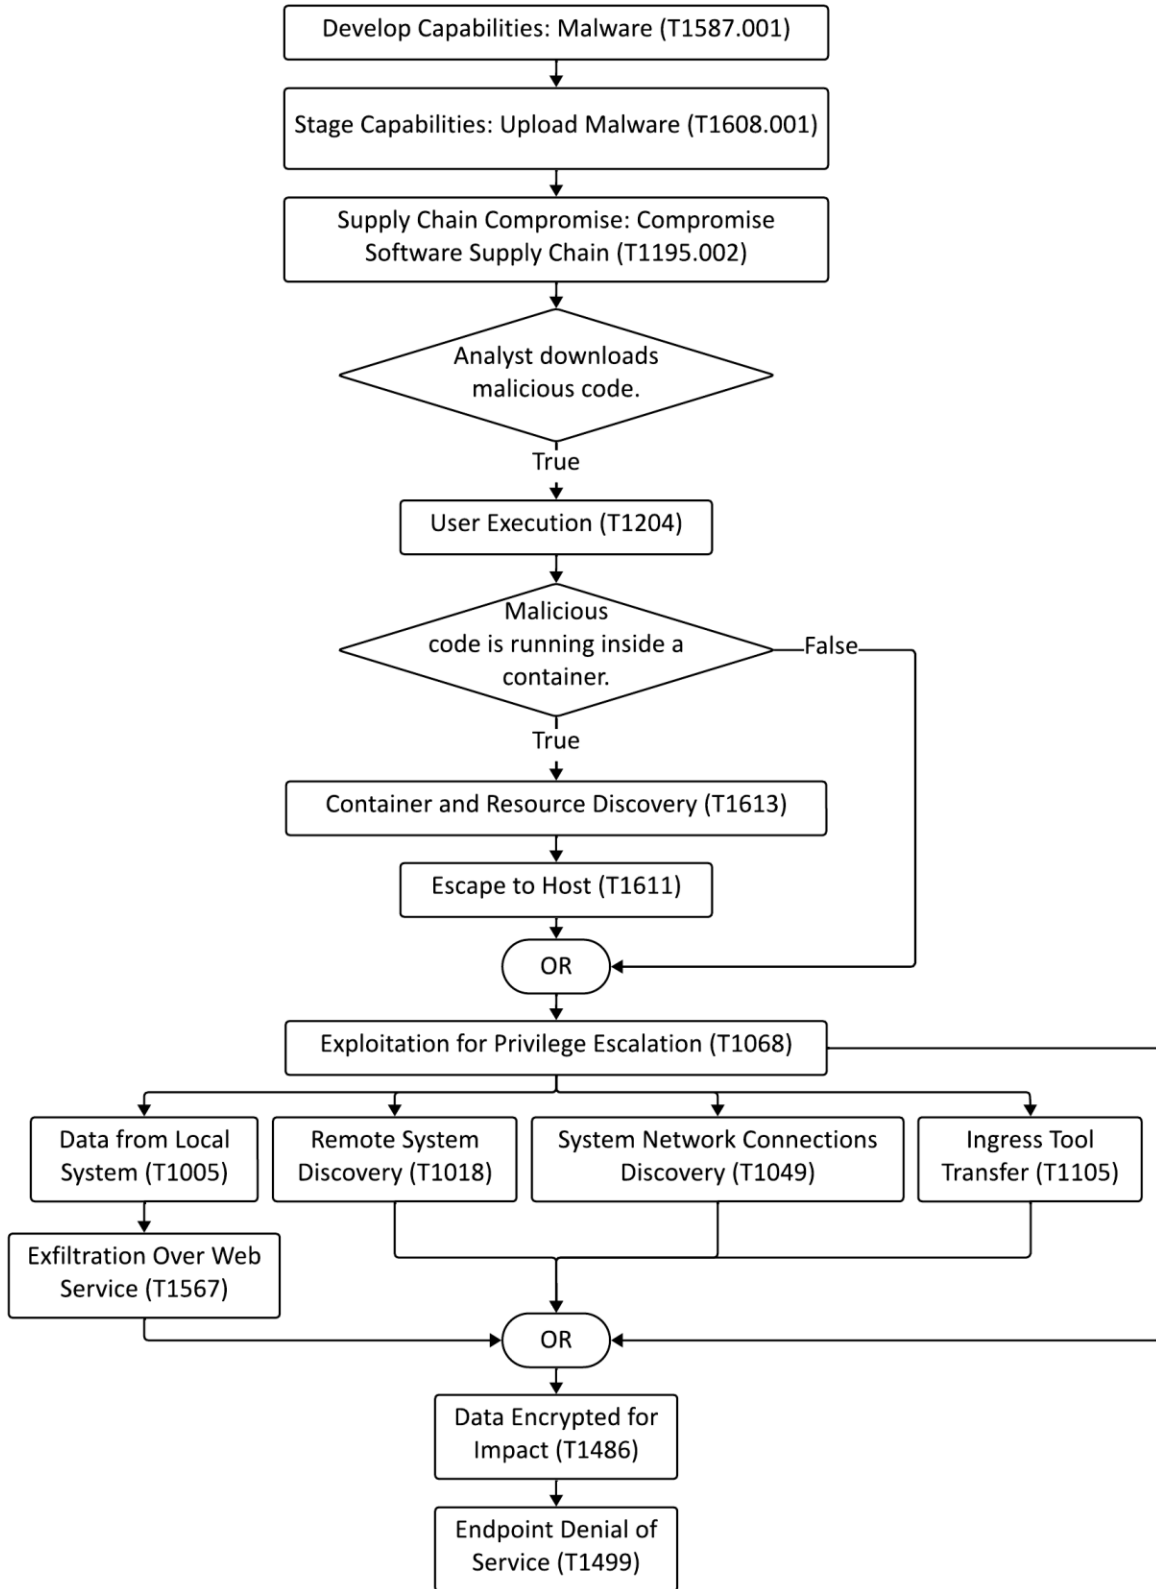 Develop Capabilities: Malware (T1587.001)
Stage Capabilities: Upload Malware (T1608.001)
Supply Chain Compromise: Compromise
Software Supply Chain (T1195.002)
Analyst downloads
malicious code.
True
User Execution (T1204)
Malicious
code is running inside a
container.
False
True
Container and Resource Discovery (T1613)
Escape to Host (T1611)
OR
Exploitation for Privilege Escalation (T1068)
Data from Local
System (T1005)
Remote System
Discovery (T1018)
System Network Connections
Discovery (T1049)
Ingress Tool
Transfer (T1105)
Exfiltration Over Web
Service (T1567)
OR
Data Encrypted for
Impact (T1486)
Endpoint Denial of
Service (T1499)